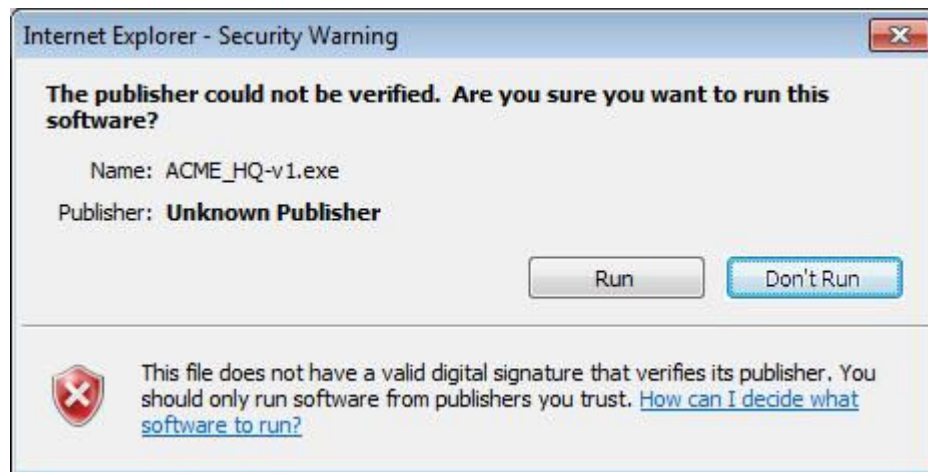 Internet Explorer - Security Warning
The publisher could not be verified.  Are you sure you want to run this
software?
Name: ACME_HQ-v1.exe
Publisher: Unknown Publisher
Run Don't Run
This file does not have a valid digital signature that verifies its publisher. You
should only run software from publishers you trust. How can I decide what
software to run?